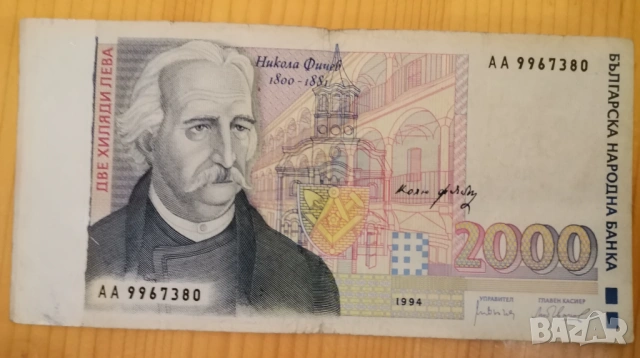 ДВЕ ХИЛЯДИ ЛЕВА
Никола Фичев
1800-1881
АА 9967380
БЪЛГАРСКА НАРОДНА БАНКА
2000
АА 9967380
1994
УПРАВИТЕЛ
ГЛАВЕН КАСИЕР
bazar